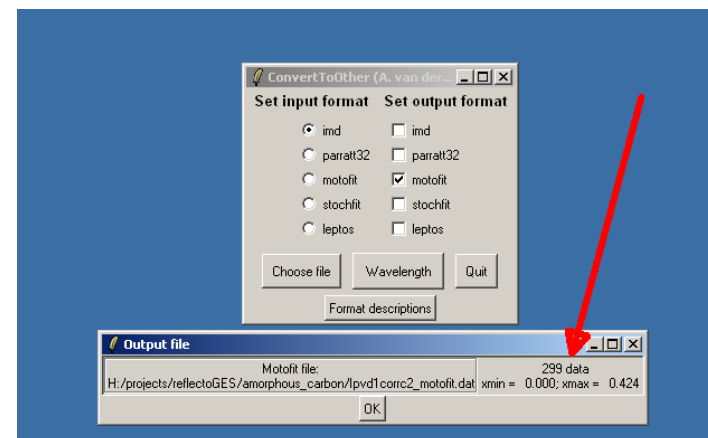 ConvertToOther (A. van der...
Set input format Set output format
imd imd
parratt32 parratt32
motofit motofit
stochfit stochfit
leptos leptos
Choose file Wavelength Quit
Format descriptions
Output file
Motofit file: 299 data
H:/projects/reflectoGES/amorphous_carbon/lpvd1corrc2_motofit.dat xmin = 0.000; xmax = 0.424
OK